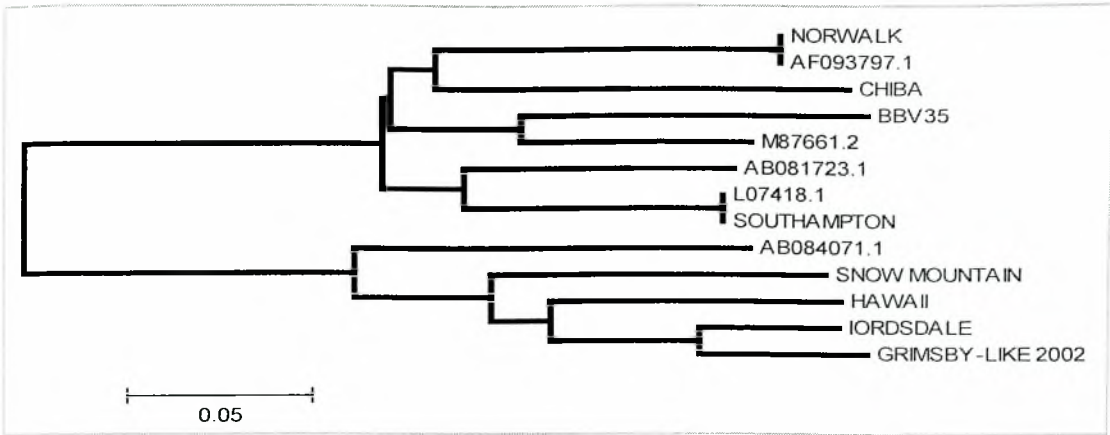 NORWALK
AF093797.1
CHIBA
BBV35
M87661.2
AB081723.1
L07418.1
SOUTHAMPTON
AB084071.1
SNOW MOUNTAIN
HAWAII
IORDSDALE
GRIMSBY-LIKE 2002
0.05